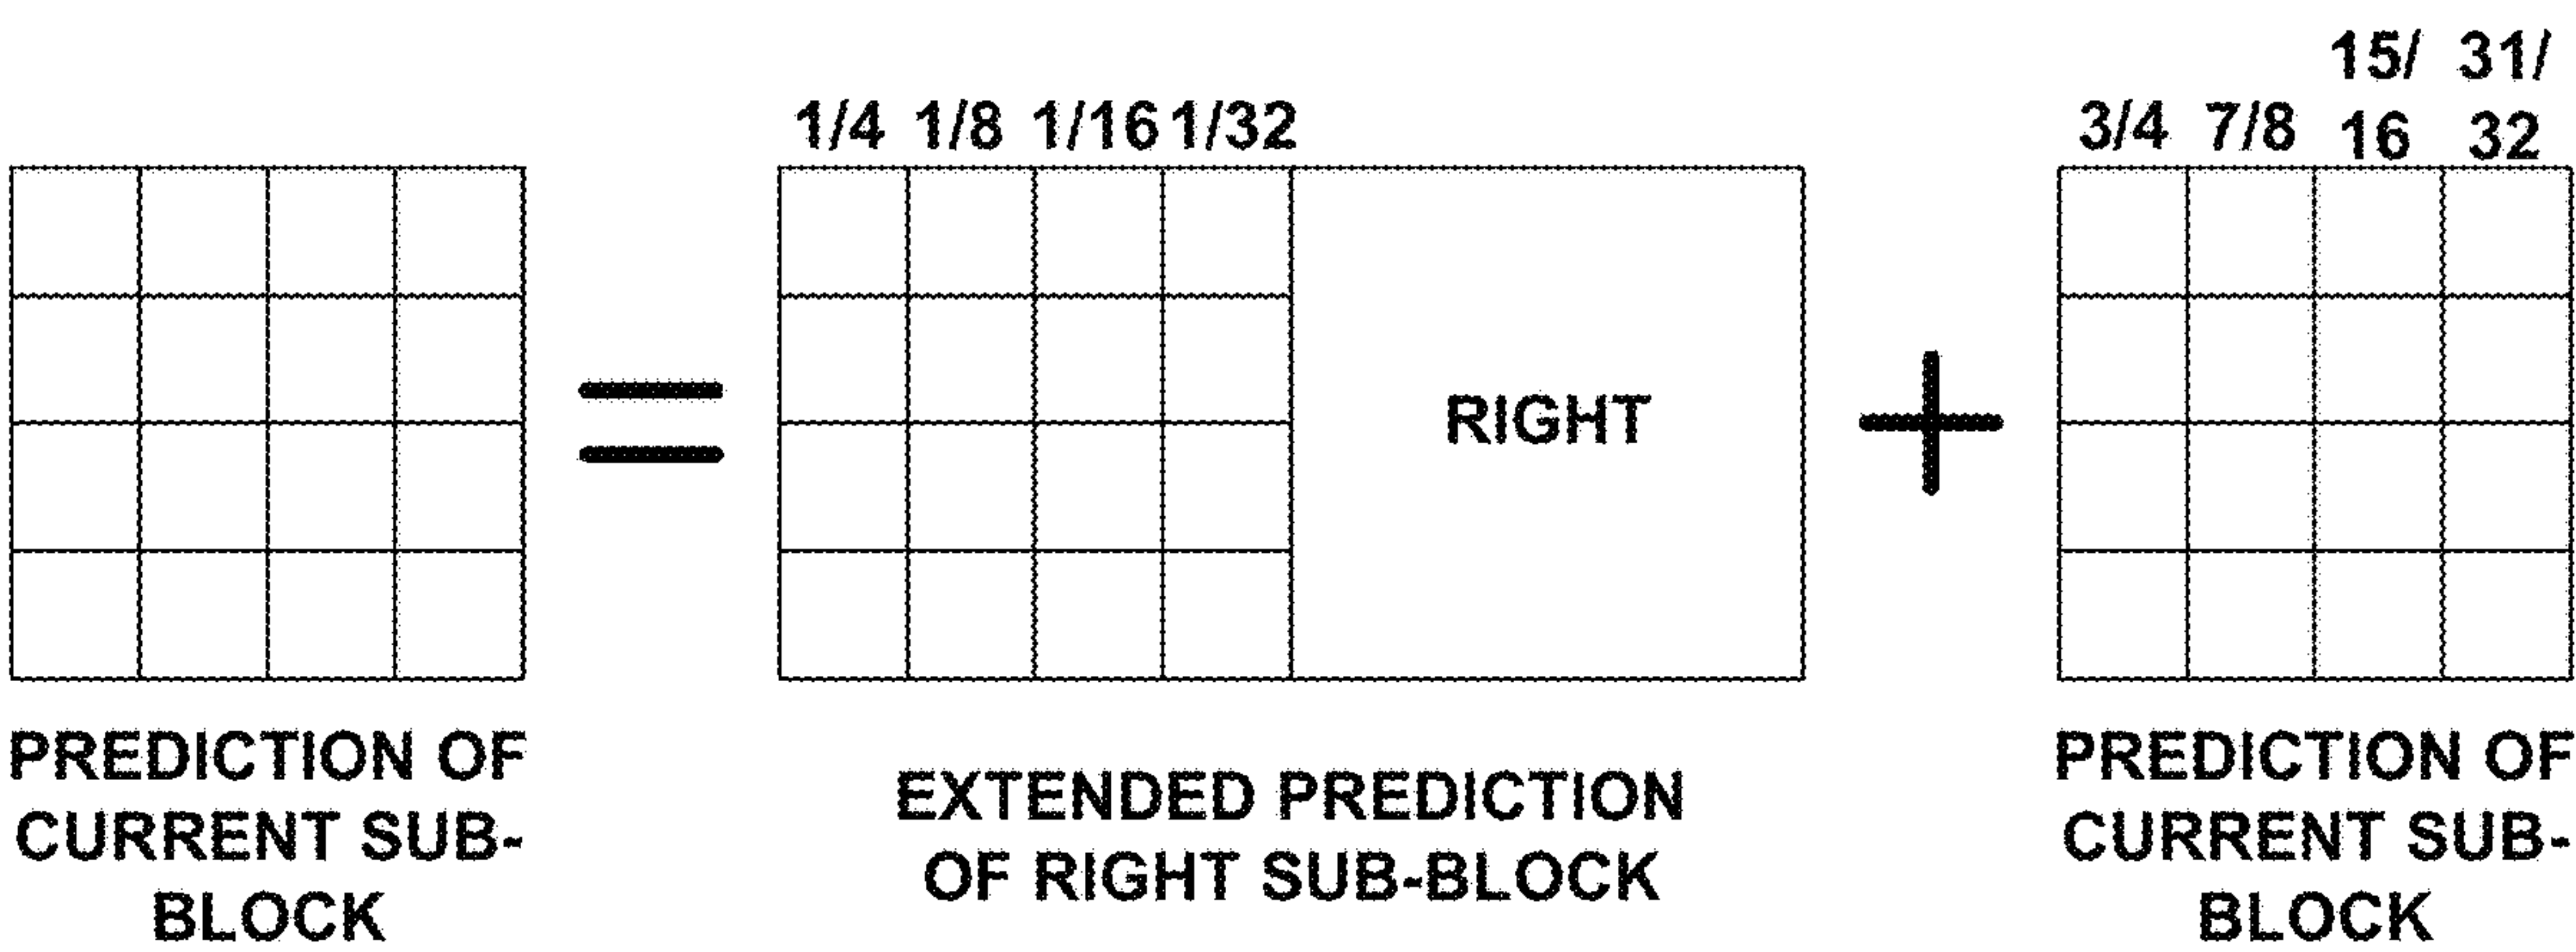 15/ 31/
1/4 1/8 1/16 1/32 3/4 7/8 16 32
RIGHT
PREDICTION OF
CURRENT SUB-
BLOCK
EXTENDED PREDICTION
OF RIGHT SUB-BLOCK
PREDICTION OF
CURRENT SUB-
BLOCK